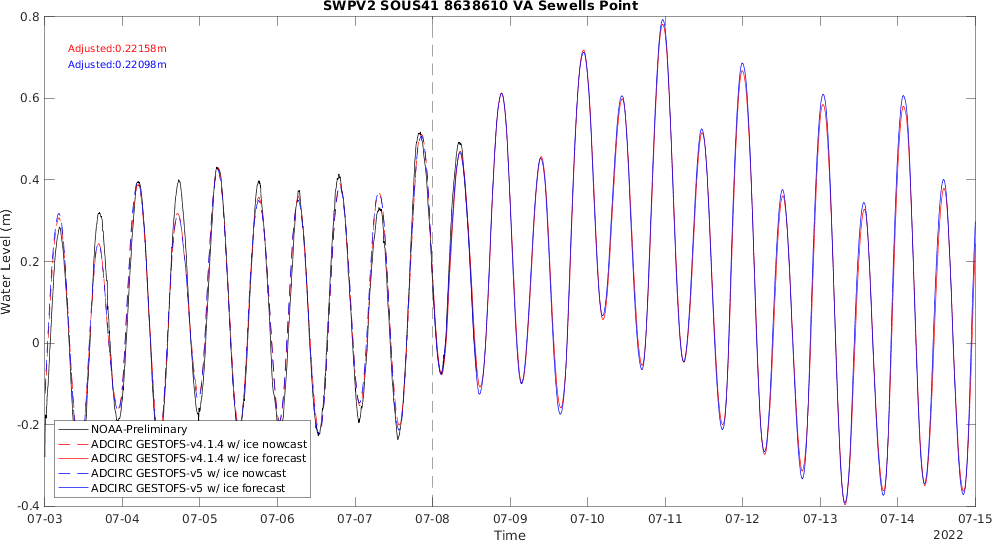 SWPV2 SOUS41 8638610 VA Sewells Point
Adjusted:0.22158m
Adjusted:0.22098m
Water Level (m)
0.8
0.6
0.4
0.2
0
-0.2
-0.4
NOAA-Preliminary
ADCIRC GESTOFS-v4.1.4 w/ ice nowcast
ADCIRC GESTOFS-v4.1.4 w/ ice forecast
ADCIRC GESTOFS-v5 w/ ice nowcast
ADCIRC GESTOFS-v5 w/ ice forecast
07-03 07-04 07-05 07-06 07-07 07-08 07-09 07-10 07-11 07-12 07-13 07-14 07-15
Time
2022